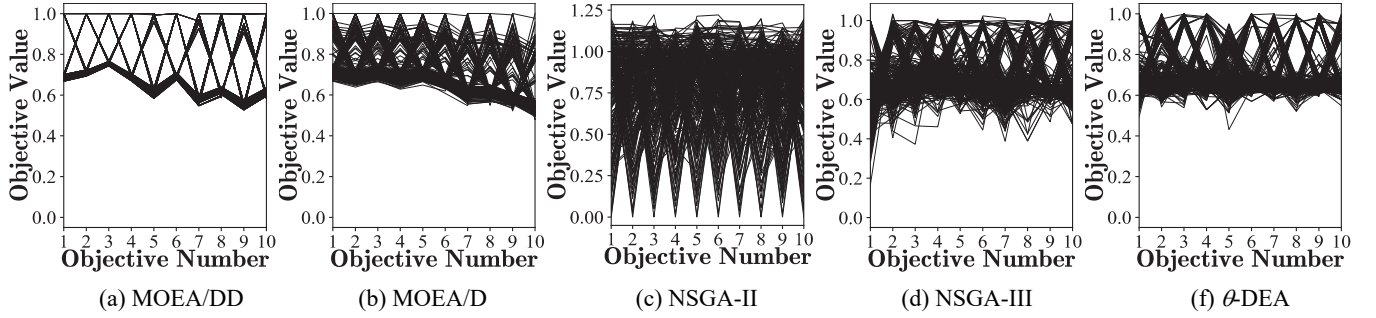 Objective Value
1.0
0.8
0.6
0.4
0.2
0.0
1 2 3 4 5 6 7 8 9 10
Objective Number
(a) MOEA/DD
Objective Value
1.0
0.8
0.6
0.4
0.2
0.0
1 2 3 4 5 6 7 8 9 10
Objective Number
(b) MOEA/D
Objective Value
1.25
1.00
0.75
0.50
0.25
0.00
1 2 3 4 5 6 7 8 9 10
Objective Number
(c) NSGA-II
Objective Value
1.0
0.8
0.6
0.4
0.2
0.0
1 2 3 4 5 6 7 8 9 10
Objective Number
(d) NSGA-III
Objective Value
1.0
0.8
0.6
0.4
0.2
0.0
1 2 3 4 5 6 7 8 9 10
Objective Number
(f) θ-DEA